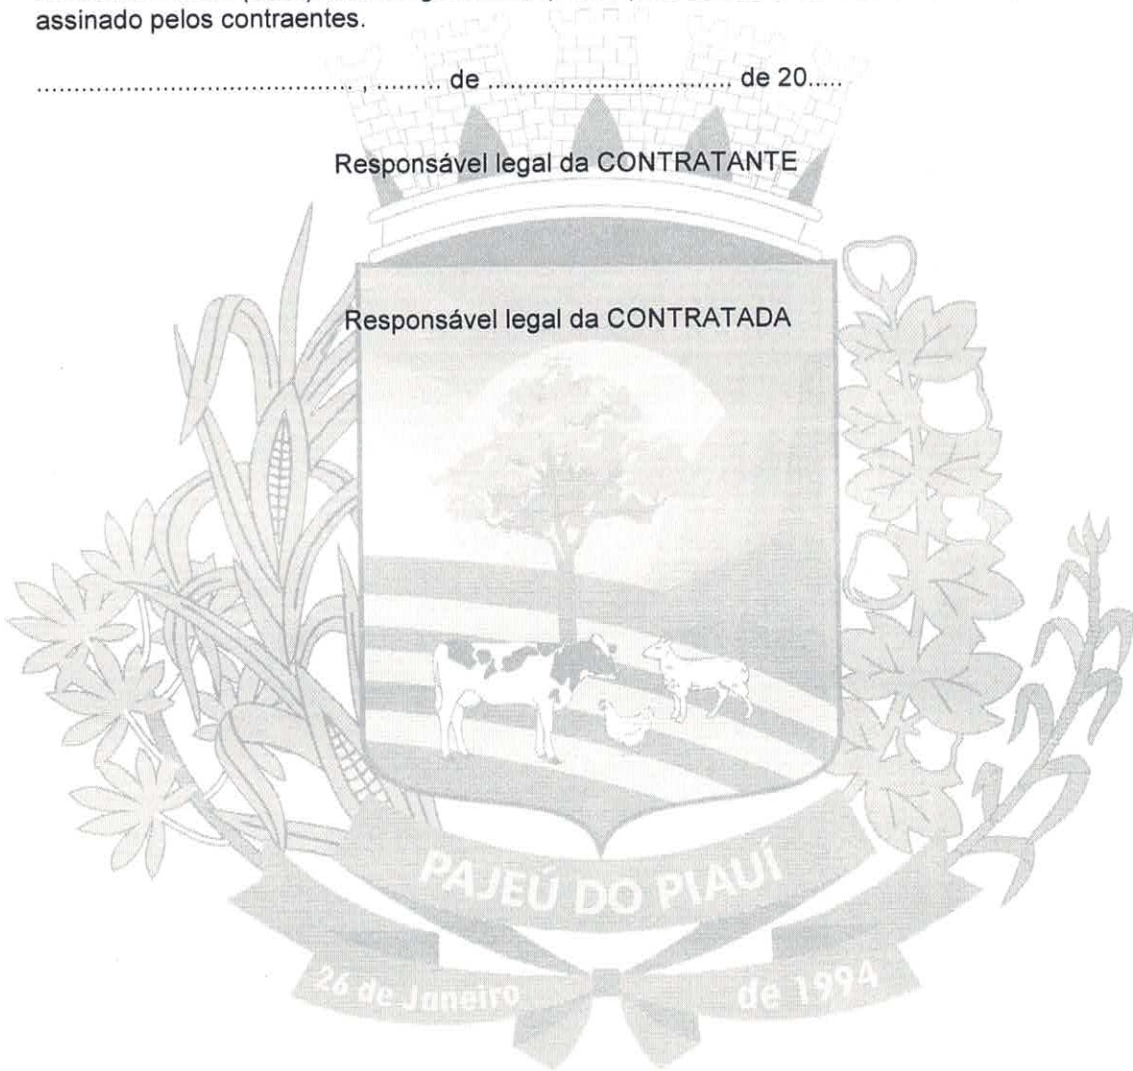 assinado pelos contraentes.
..........................................., ......... de ................................. de 20.....
Responsável legal da CONTRATANTE
Responsável legal da CONTRATADA
PAJEÚ DO PIAUÍ
26 de Janeiro de 1994